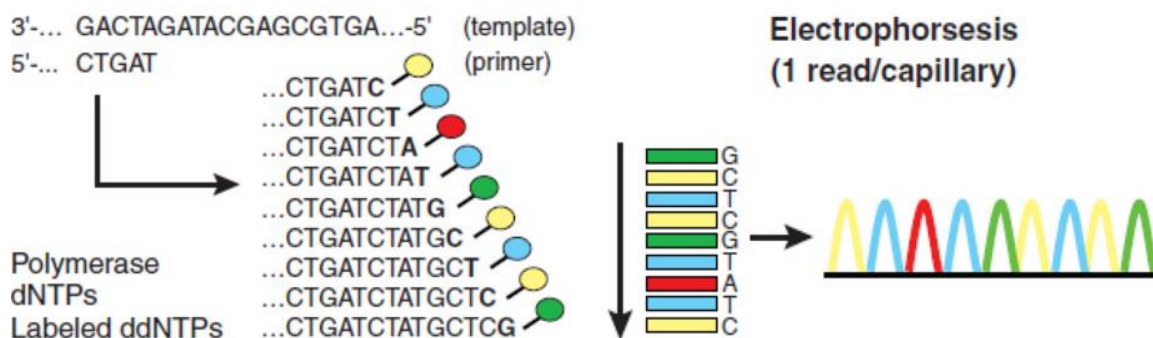 3'-... GACTAGATACGAGCGTGA...-5' (template)
5'-... CTGAT (primer)
...CTGATC
...CTGATCT
...CTGATCTA
...CTGATCTAT
...CTGATCTATG
...CTGATCTATGC
...CTGATCTATGCT
...CTGATCTATGCTC
...CTGATCTATGCTCG
Polymerase
dNTPs
Labeled ddNTPs
Electrophorsesis
(1 read/capillary)
G
C
T
C
G
T
A
T
C